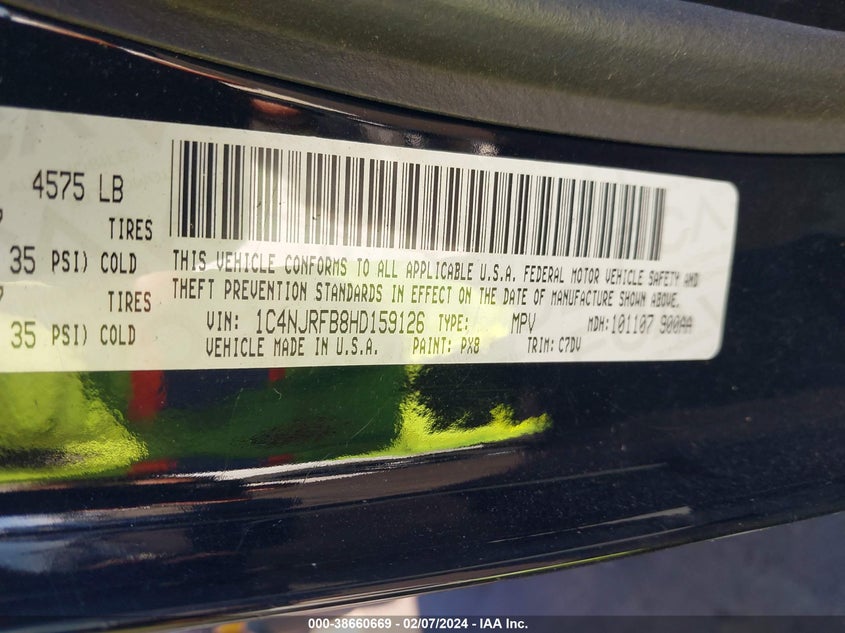 4575 LB
TIRES
35 PSI) COLD
TIRES
35 PSI) COLD
THIS VEHICLE CONFORMS TO ALL APPLICABLE U.S.A. FEDERAL MOTOR VEHICLE SAFETY AND
THEFT PREVENTION STANDARDS IN EFFECT ON THE DATE OF MANUFACTURE SHOWN ABOVE.
VIN: 1C4NJRFB8HD159126 TYPE: MPV MDH: 101107 900AA
VEHICLE MADE IN U.S.A. PAINT: PX8 TRIM: C7DV
000-38660669 - 02/07/2024 - IAA Inc.